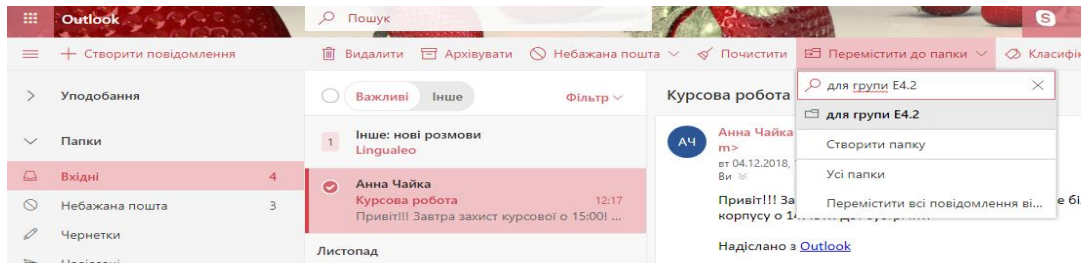 Outlook
Пошук
S
Створити повідомлення
Видалити Архівувати Небажана пошта Почистити Перемістити до папки
Уподобання
Папки
Вхідні 4
Небажана пошта 3
Чернетки
Важливі Інше Фільтр
1 Інше: нові розмови
Lingualeo
Анна Чайка
Курсова робота 12:17
Привіт!!! Завтра захист курсової о 15:00! ...
Листопад
Курсова робота
АЧ
Анна Чайка
m>
вт 04.12.2018,
Ви
Привіт!!! За
корпусу о
Надіслано з Outlook
для групи Е4.2
для групи Е4.2
Створити папку
Усі папки
Перемістити всі повідомлення ві...